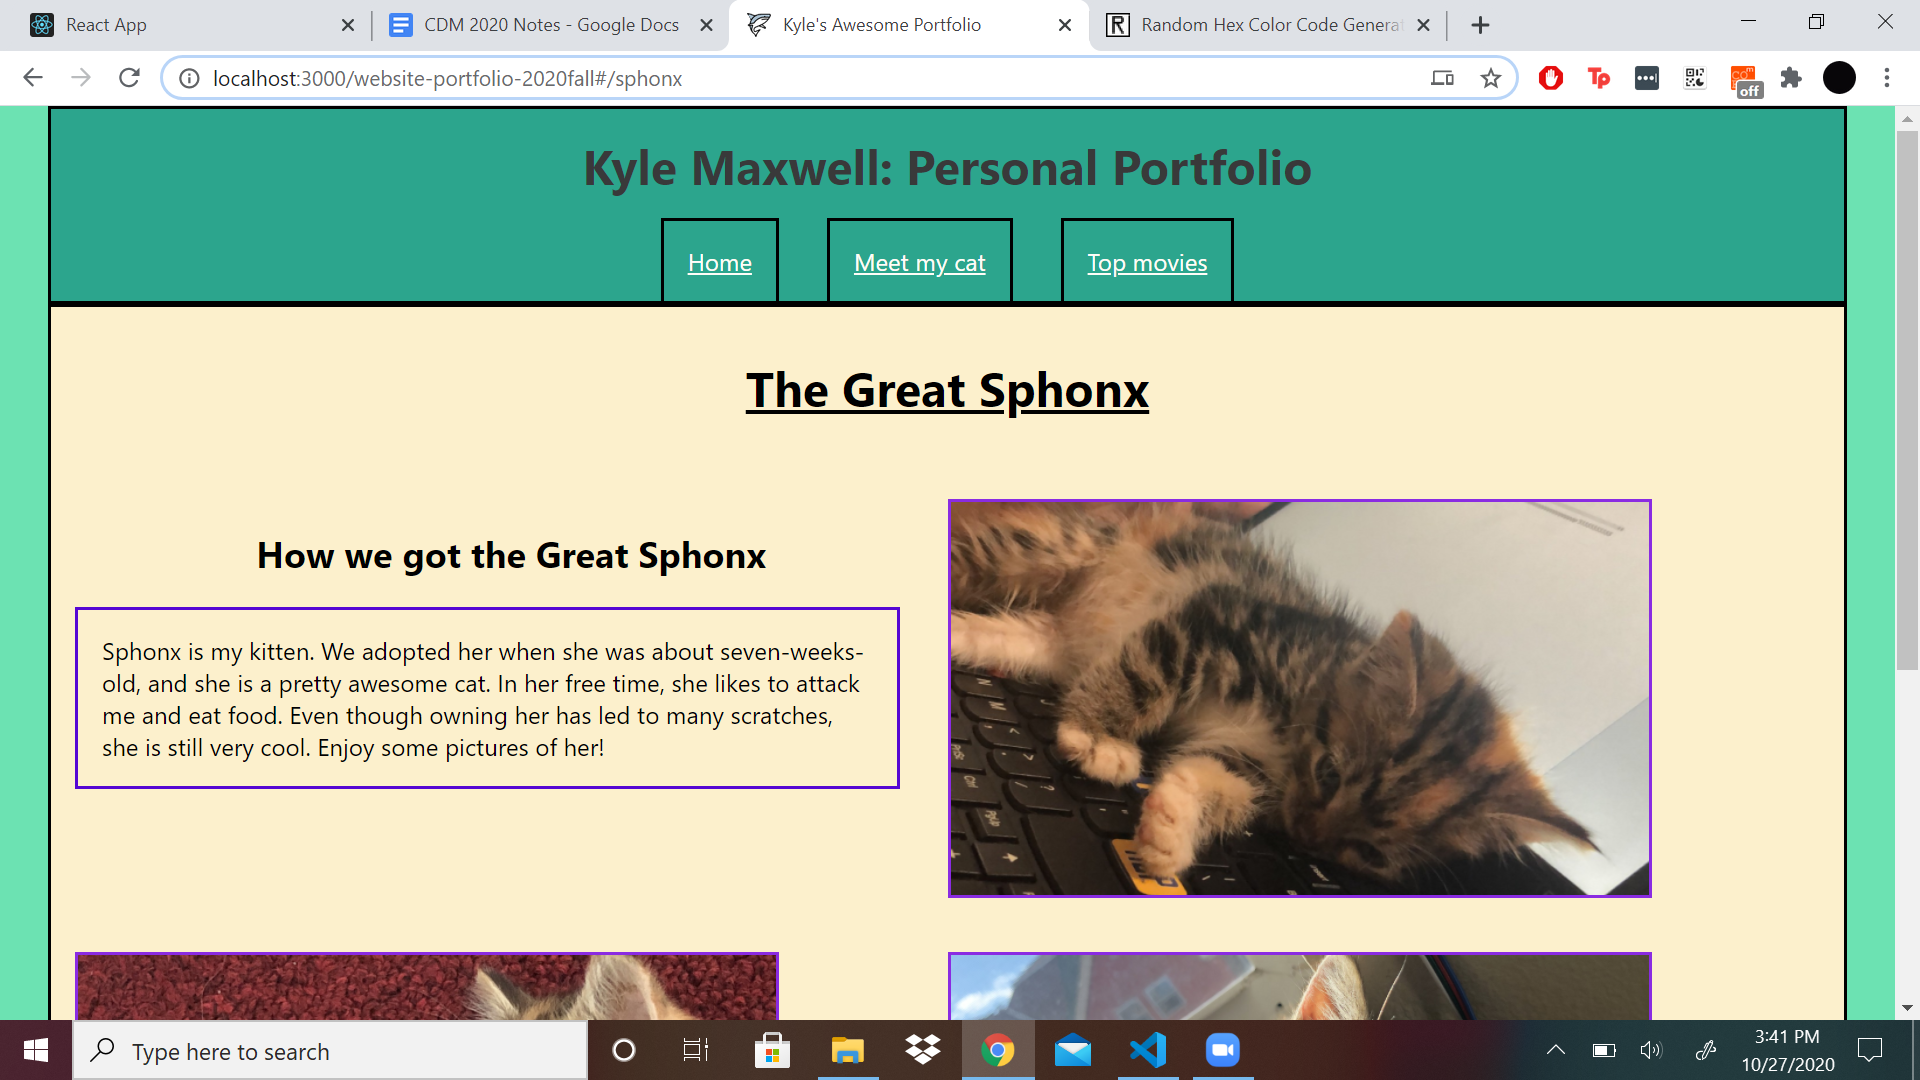 React App
CDM 2020 Notes - Google Docs
Kyle's Awesome Portfolio
Random Hex Color Code Generat
localhost:3000/website-portfolio-2020fall#/sphonx
Tp
cdm
off
Kyle Maxwell: Personal Portfolio
Home
Meet my cat
Top movies
The Great Sphonx
How we got the Great Sphonx
Sphonx is my kitten. We adopted her when she was about seven-weeks-
old, and she is a pretty awesome cat. In her free time, she likes to attack
me and eat food. Even though owning her has led to many scratches,
she is still very cool. Enjoy some pictures of her!
Type here to search
3:41 PM
10/27/2020